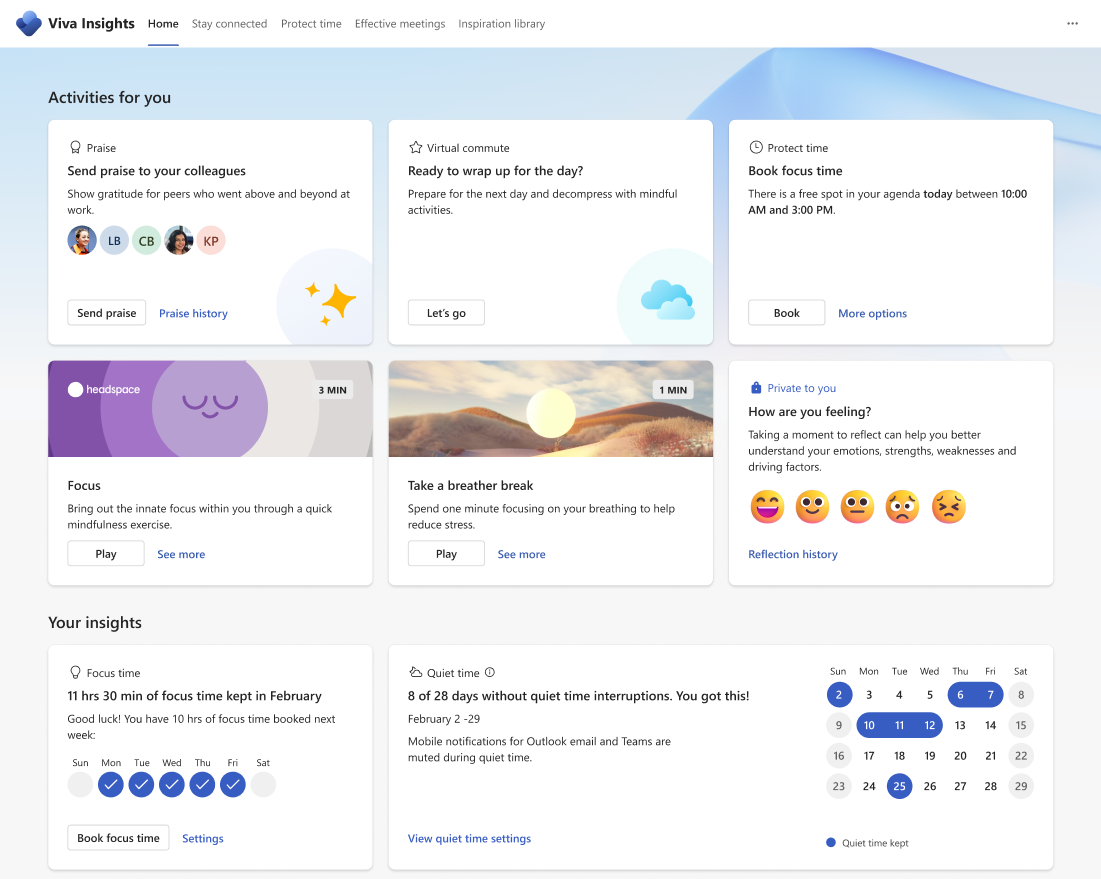 Viva Insights Home Stay connected Protect time Effective meetings Inspiration library
Activities for you
Praise
Send praise to your colleagues
Show gratitude for peers who went above and beyond at
work.
LB CB KP
Send praise Praise history
Virtual commute
Ready to wrap up for the day?
Prepare for the next day and decompress with mindful
activities.
Let's go
Protect time
Book focus time
There is a free spot in your agenda today between 10:00
AM and 3:00 PM.
Book More options
headspace 3 MIN
Focus
Bring out the innate focus within you through a quick
mindfulness exercise.
Play See more
1 MIN
Take a breather break
Spend one minute focusing on your breathing to help
reduce stress.
Play See more
Private to you
How are you feeling?
Taking a moment to reflect can help you better
understand your emotions, strengths, weaknesses and
driving factors.
Reflection history
Your insights
Focus time
11 hrs 30 min of focus time kept in February
Good luck! You have 10 hrs of focus time booked next
week:
Sun Mon Tue Wed Thu Fri Sat
Book focus time Settings
Quiet time
8 of 28 days without quiet time interruptions. You got this!
February 2 -29
Mobile notifications for Outlook email and Teams are
muted during quiet time.
View quiet time settings
Sun Mon Tue Wed Thu Fri Sat
2 3 4 5 6 7 8
9 10 11 12 13 14 15
16 17 18 19 20 21 22
23 24 25 26 27 28 29
Quiet time kept